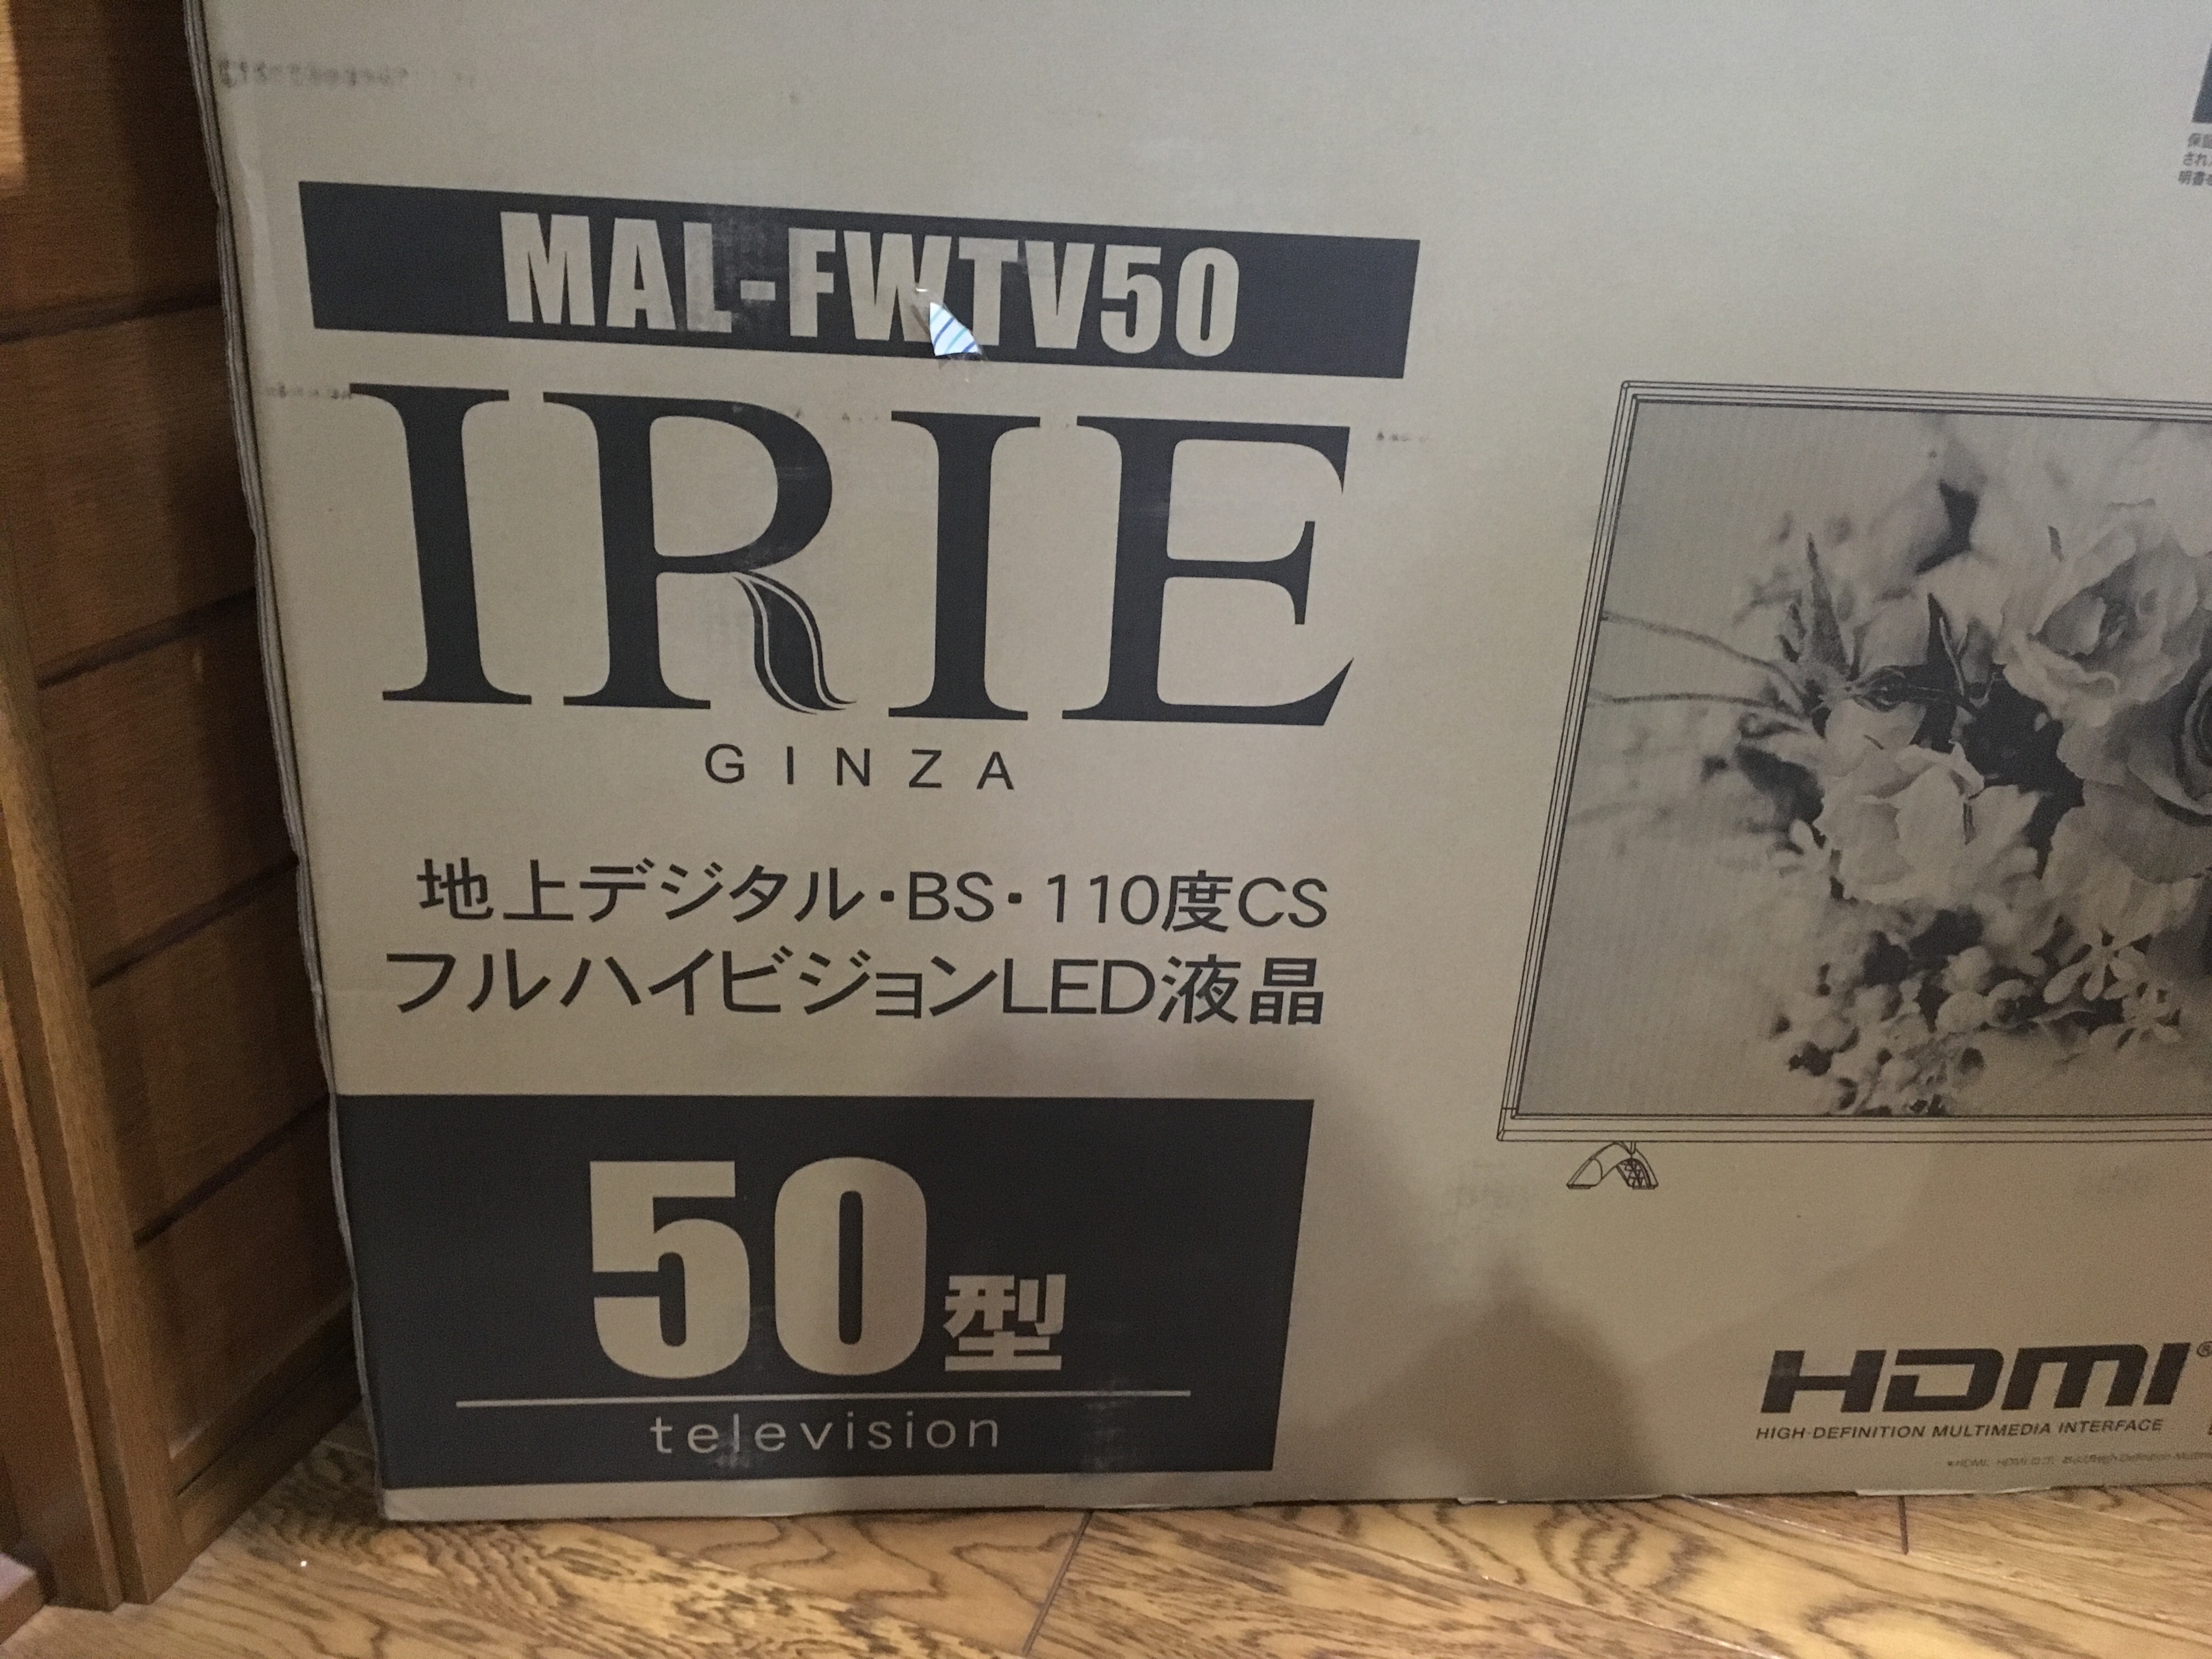 MAL-FWTV50
IRIE
GINZA
地上デジタル・BS・110度CS
フルハイビジョンLED液晶
50型
television
HDMI®
HIGH-DEFINITION MULTIMEDIA INTERFACE